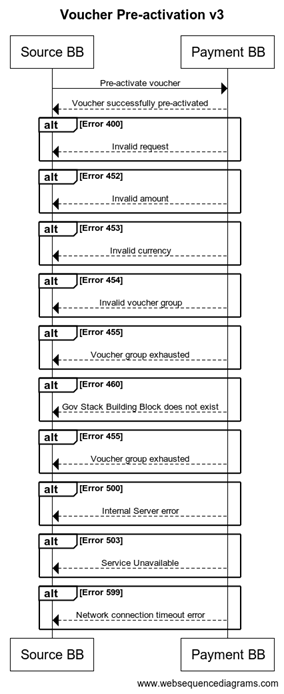 Voucher Pre-activation v3
Source BB
Payment BB
Pre-activate voucher
Voucher successfully pre-activated
alt [Error 400]
Invalid request
alt [Error 452]
Invalid amount
alt [Error 453]
Invalid currency
alt [Error 454]
Invalid voucher group
alt [Error 455]
Voucher group exhausted
alt [Error 460]
Gov Stack Building Block does not exist
alt [Error 455]
Voucher group exhausted
alt [Error 500]
Internal Server error
alt [Error 503]
Service Unavailable
alt [Error 599]
Network connection timeout error
Source BB
Payment BB
www.websequencediagrams.com